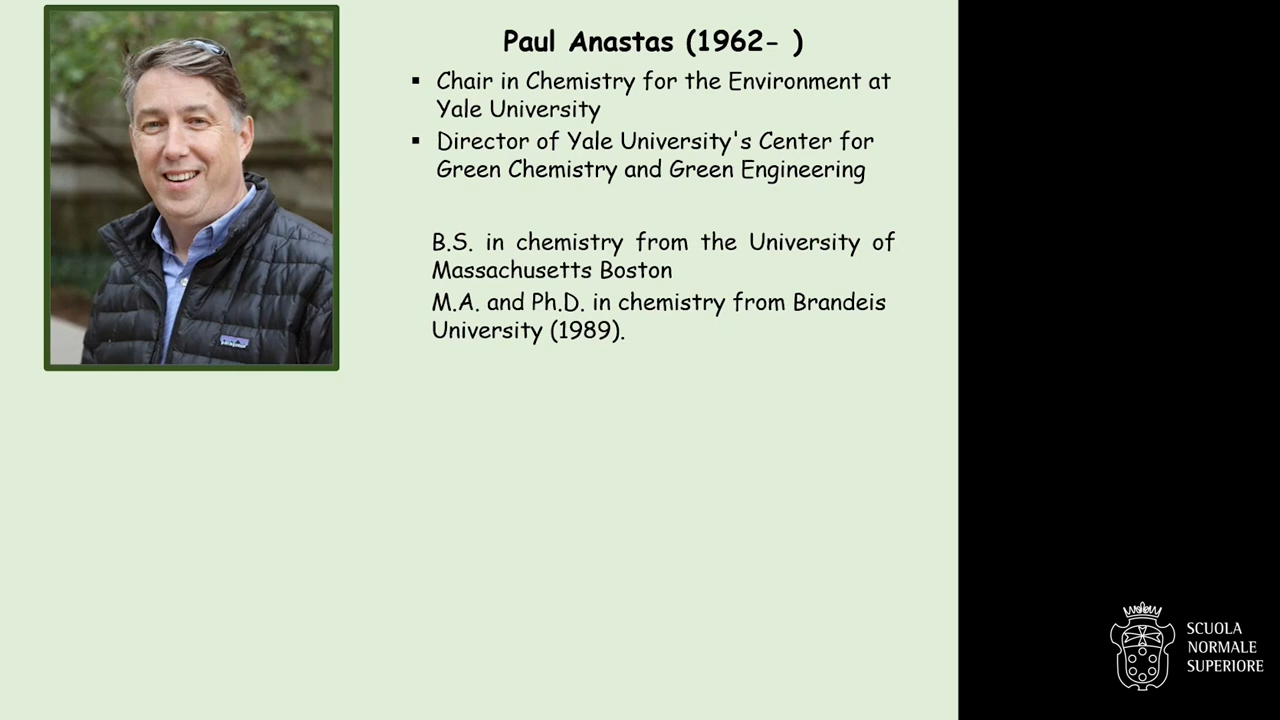 Paul Anastas (1962- )
▪ Chair in Chemistry for the Environment at
Yale University
▪ Director of Yale University's Center for
Green Chemistry and Green Engineering
B.S. in chemistry from the University of
Massachusetts Boston
M.A. and Ph.D. in chemistry from Brandeis
University (1989).
SCUOLA
NORMALE
SUPERIORE